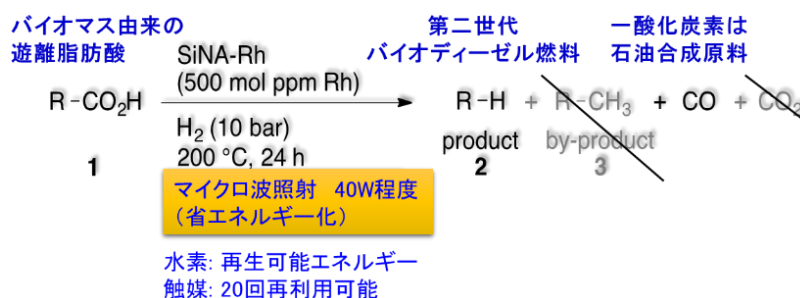 バイオマス由来の
遊離脂肪酸
SiNA-Rh
(500 mol ppm Rh)
第二世代
バイオディーゼル燃料
一酸化炭素は
石油合成原料
R-CO₂H
R-H + R-CH₃ + CO + CO₂
H₂ (10 bar)
200 °C, 24 h
product
by-product
1
2
3
マイクロ波照射 40W程度
（省エネルギー化）
水素: 再生可能エネルギー
触媒: 20回再利用可能